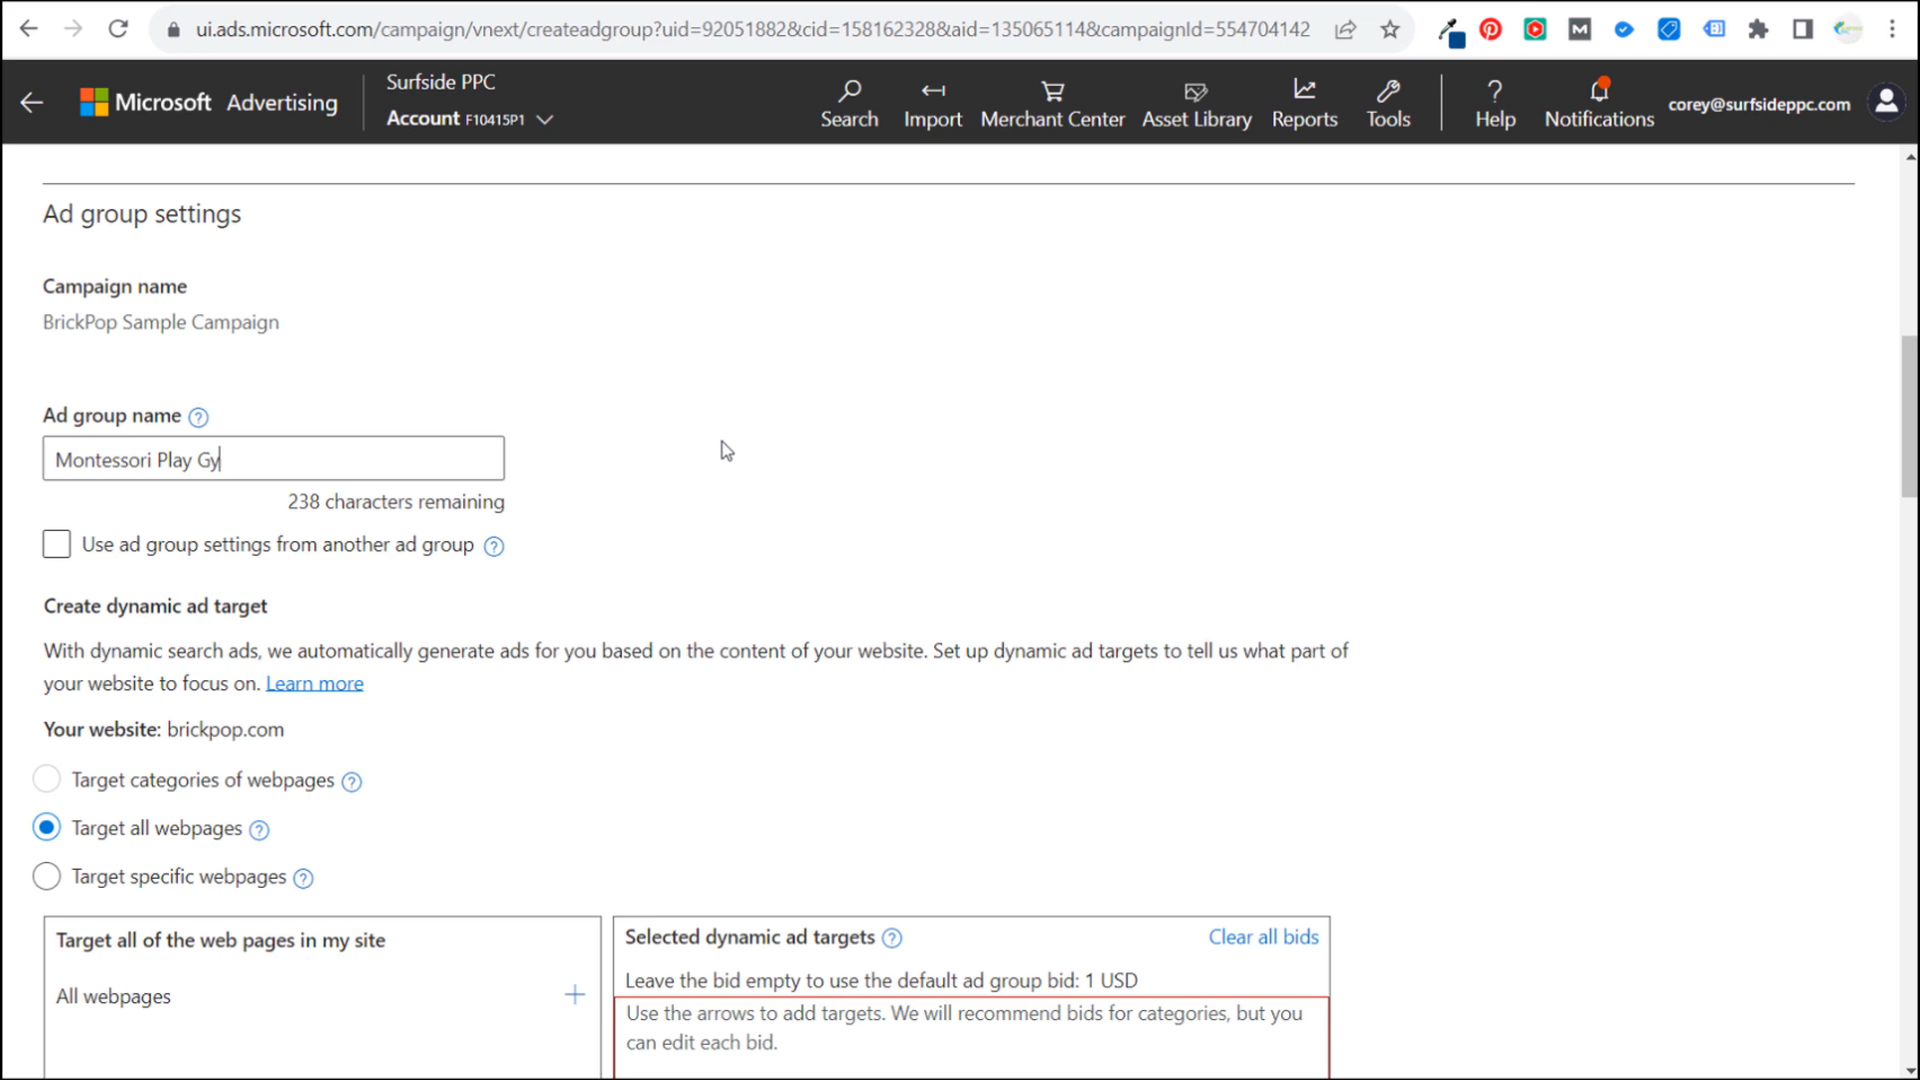 ui.ads.microsoft.com/campaign/vnext/createadgroup?uid=92051882&cid=158162328&aid=135065114&campaignId=554704142
Microsoft Advertising
Surfside PPC
Account F10415P1
Search
Import
Merchant Center
Asset Library
Reports
Tools
Help
Notifications
corey@surfsideppc.com
Ad group settings
Campaign name
BrickPop Sample Campaign
Ad group name
Montessori Play Gy
238 characters remaining
Use ad group settings from another ad group
Create dynamic ad target
With dynamic search ads, we automatically generate ads for you based on the content of your website. Set up dynamic ad targets to tell us what part of
your website to focus on. Learn more
Your website: brickpop.com
Target categories of webpages
Target all webpages
Target specific webpages
Target all of the web pages in my site
All webpages
Selected dynamic ad targets
Clear all bids
Leave the bid empty to use the default ad group bid: 1 USD
Use the arrows to add targets. We will recommend bids for categories, but you
can edit each bid.